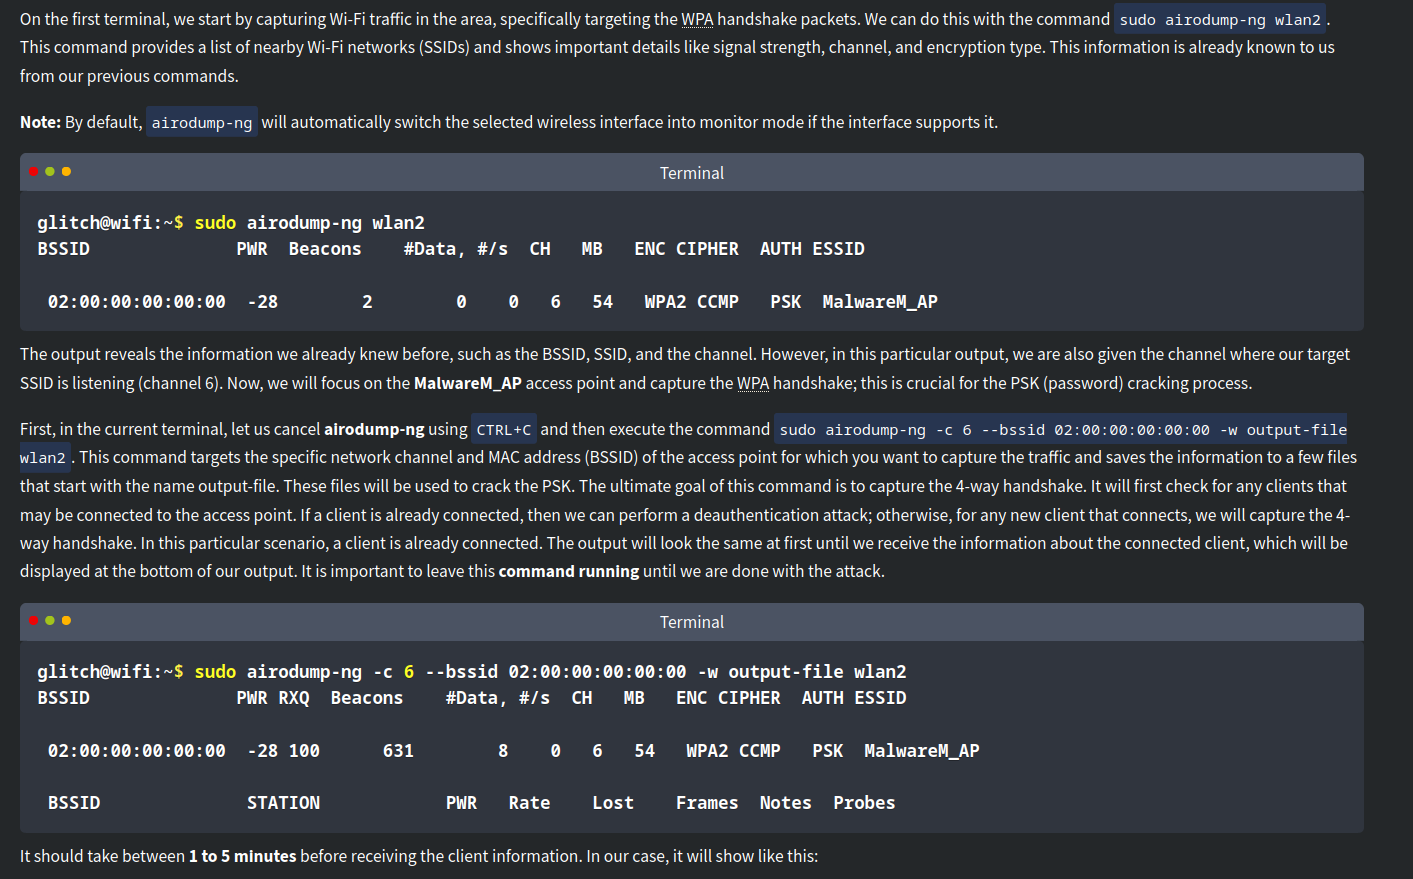 On the first terminal, we start by capturing Wi-Fi traffic in the area, specifically targeting the WPA handshake packets. We can do this with the command sudo airodump-ng wlan2 .
This command provides a list of nearby Wi-Fi networks (SSIDs) and shows important details like signal strength, channel, and encryption type. This information is already known to us
from our previous commands.
Note: By default, airodump-ng will automatically switch the selected wireless interface into monitor mode if the interface supports it.
Terminal
glitch@wifi:~$ sudo airodump-ng wlan2
BSSID PWR Beacons #Data, #/s CH MB ENC CIPHER AUTH ESSID
02:00:00:00:00:00 -28 2 0 0 6 54 WPA2 CCMP PSK MalwareM_AP
The output reveals the information we already knew before, such as the BSSID, SSID, and the channel. However, in this particular output, we are also given the channel where our target
SSID is listening (channel 6). Now, we will focus on the MalwareM_AP access point and capture the WPA handshake; this is crucial for the PSK (password) cracking process.
First, in the current terminal, let us cancel airodump-ng using CTRL+C and then execute the command sudo airodump-ng -c 6 --bssid 02:00:00:00:00:00 -w output-file
wlan2 . This command targets the specific network channel and MAC address (BSSID) of the access point for which you want to capture the traffic and saves the information to a few files
that start with the name output-file. These files will be used to crack the PSK. The ultimate goal of this command is to capture the 4-way handshake. It will first check for any clients that
may be connected to the access point. If a client is already connected, then we can perform a deauthentication attack; otherwise, for any new client that connects, we will capture the 4-
way handshake. In this particular scenario, a client is already connected. The output will look the same at first until we receive the information about the connected client, which will be
displayed at the bottom of our output. It is important to leave this command running until we are done with the attack.
Terminal
glitch@wifi:~$ sudo airodump-ng -c 6 --bssid 02:00:00:00:00:00 -w output-file wlan2
BSSID PWR RXQ Beacons #Data, #/s CH MB ENC CIPHER AUTH ESSID
02:00:00:00:00:00 -28 100 631 8 0 6 54 WPA2 CCMP PSK MalwareM_AP
BSSID STATION PWR Rate Lost Frames Notes Probes
It should take between 1 to 5 minutes before receiving the client information. In our case, it will show like this: